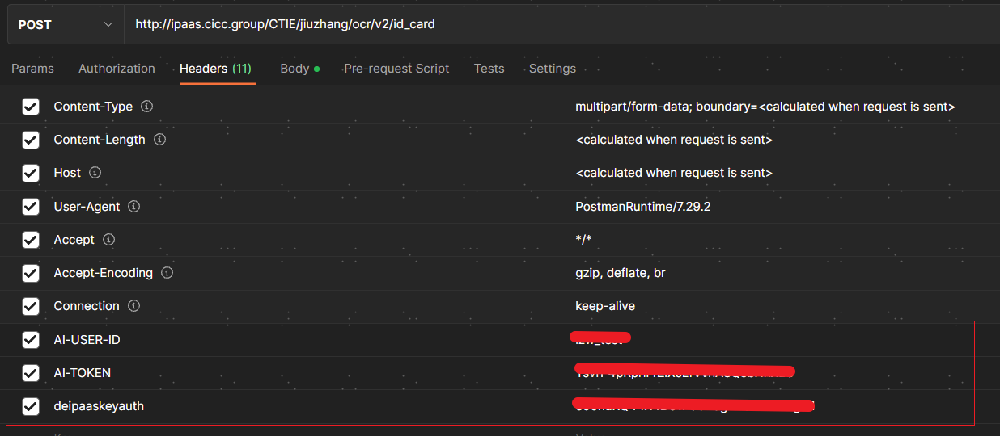 POST
http://ipaas.cicc.group/CTIE/jiuzhang/ocr/v2/id_card
Params Authorization Headers (11) Body Pre-request Script Tests Settings
Content-Type multipart/form-data; boundary=<calculated when request is sent>
Content-Length <calculated when request is sent>
Host <calculated when request is sent>
User-Agent PostmanRuntime/7.29.2
Accept */*
Accept-Encoding gzip, deflate, br
Connection keep-alive
AI-USER-ID
AI-TOKEN
deipaaskeyauth